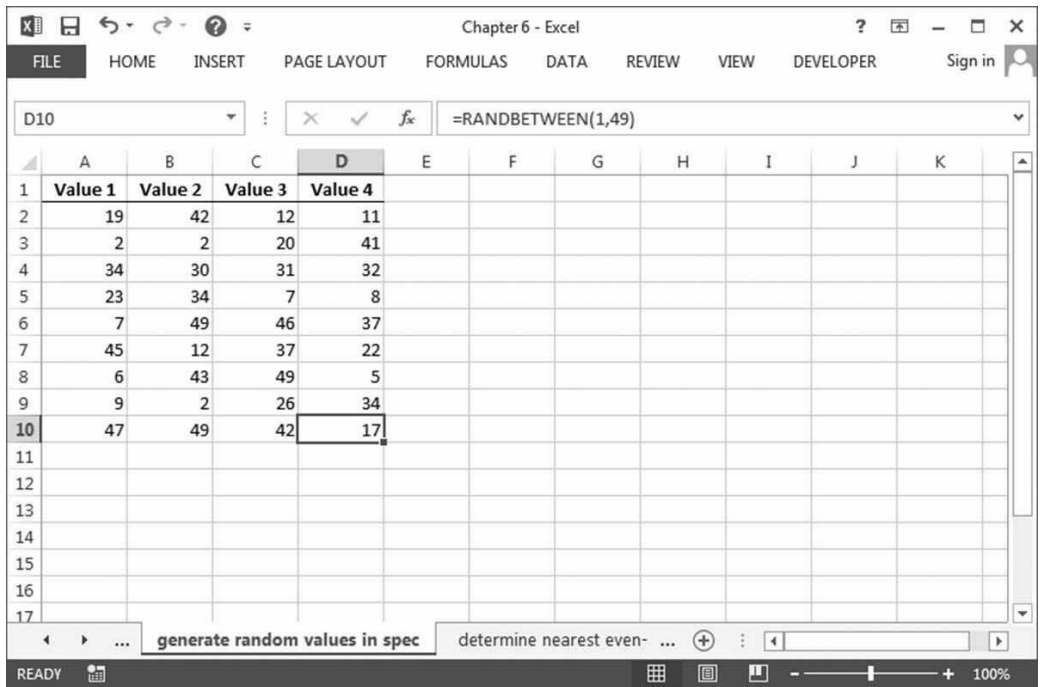 Chapter 6 - Excel
?
FILE HOME INSERT PAGE LAYOUT FORMULAS DATA REVIEW VIEW DEVELOPER Sign in
D10 fx =RANDBETWEEN(1,49)
A B C D E F G H I J K
1 Value 1 Value 2 Value 3 Value 4
2 19 42 12 11
3 2 2 20 41
4 34 30 31 32
5 23 34 7 8
6 7 49 46 37
7 45 12 37 22
8 6 43 49 5
9 9 2 26 34
10 47 49 42 17
11
12
13
14
15
16
17
... generate random values in spec determine nearest even- ...
READY 100%